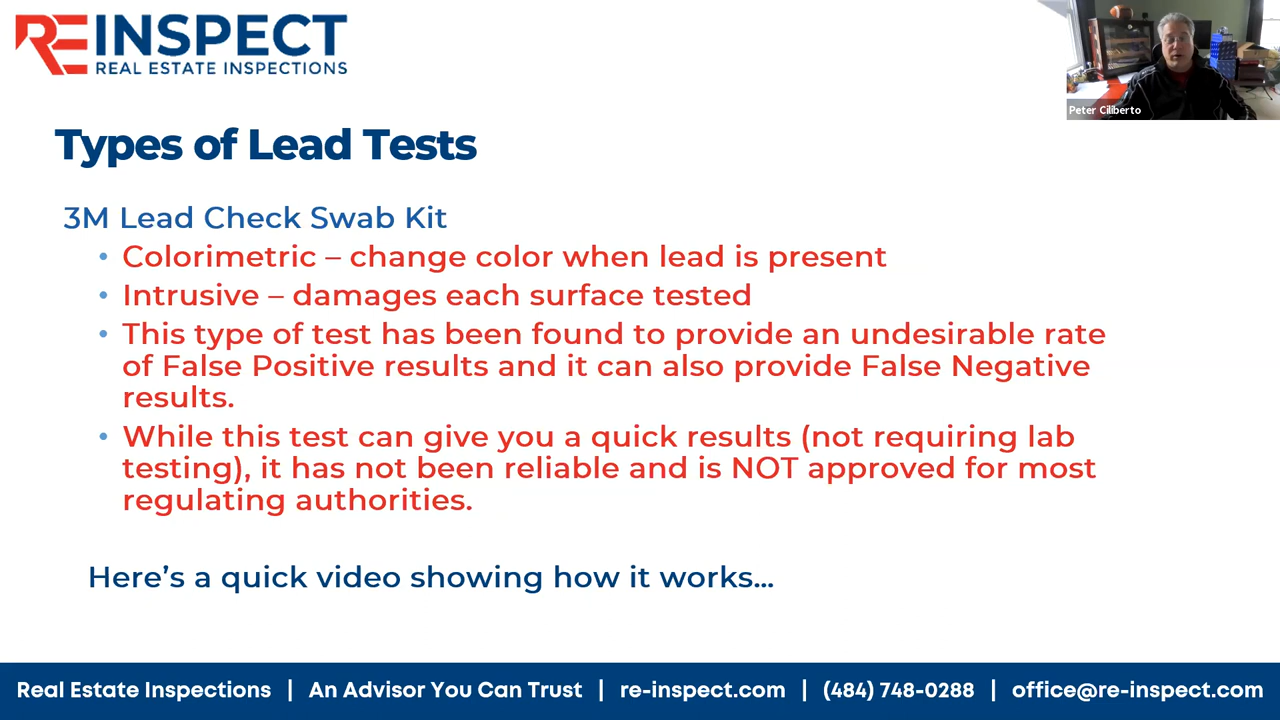 REINSPECT
REAL ESTATE INSPECTIONS
Peter Ciliberto
Types of Lead Tests
3M Lead Check Swab Kit
• Colorimetric – change color when lead is present
• Intrusive – damages each surface tested
• This type of test has been found to provide an undesirable rate
of False Positive results and it can also provide False Negative
results.
• While this test can give you a quick results (not requiring lab
testing), it has not been reliable and is NOT approved for most
regulating authorities.
Here’s a quick video showing how it works...
Real Estate Inspections | An Advisor You Can Trust | re-inspect.com | (484) 748-0288 | office@re-inspect.com